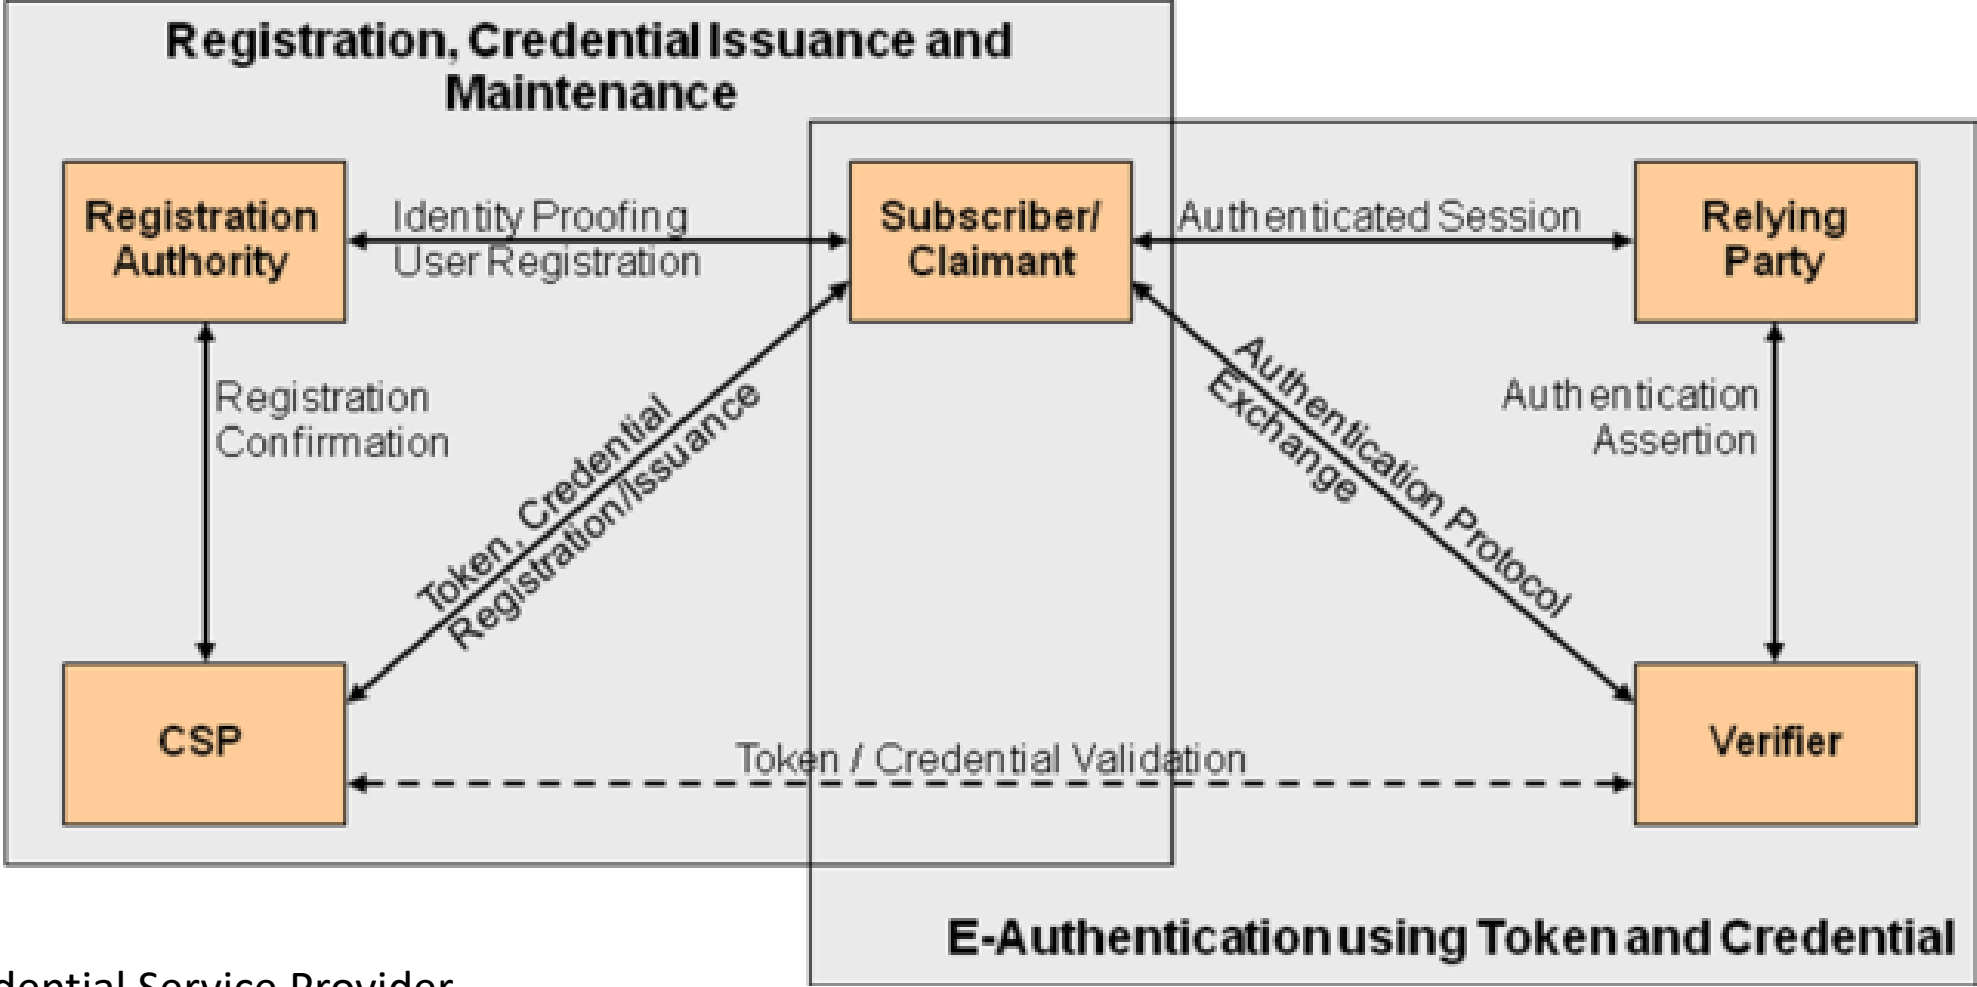 Registration, Credential Issuance and
Maintenance
Registration
Authority
Identity Proofing
User Registration
Subscriber/
Claimant
Authenticated Session
Relying
Party
Registration
Confirmation
Token, Credential
Registration/Issuance
Authentication Protocol
Exchange
Authentication
Assertion
CSP
Token / Credential Validation
Verifier
E-Authentication using Token and Credential
Service Provider